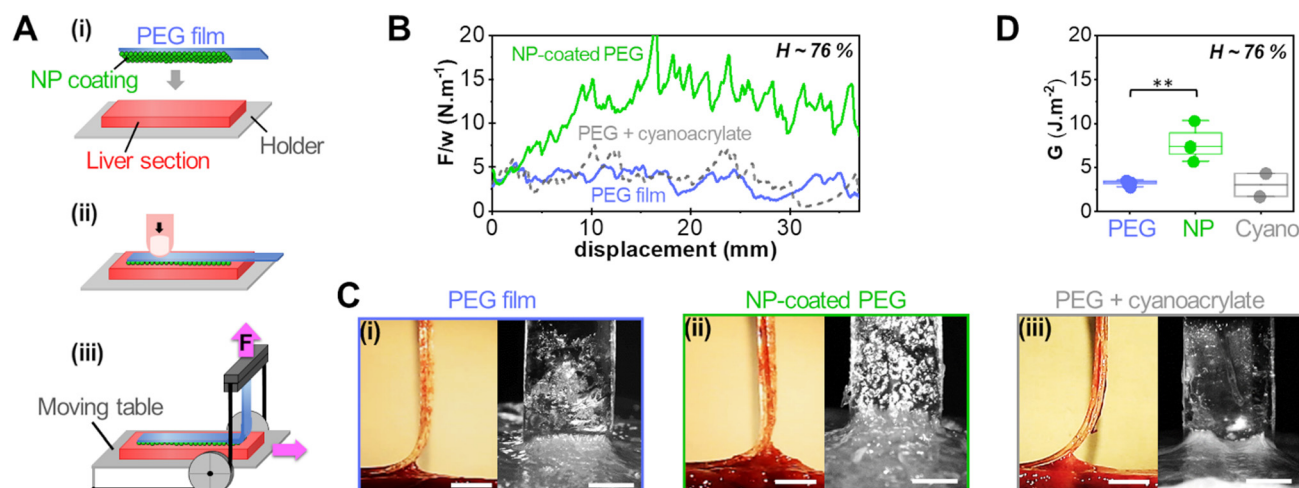 A
(i)
PEG film
NP coating
Liver section
Holder
(ii)
(iii)
F
Moving table
B
F/w (N.m⁻¹)
20
15
10
5
0
NP-coated PEG
H ~ 76 %
PEG + cyanoacrylate
PEG film
0 10 20 30
displacement (mm)
C
PEG film
(i)
NP-coated PEG
(ii)
PEG + cyanoacrylate
(iii)
D
G (J.m⁻²)
20
15
10
5
0
H ~ 76 %
**
PEG NP Cyano